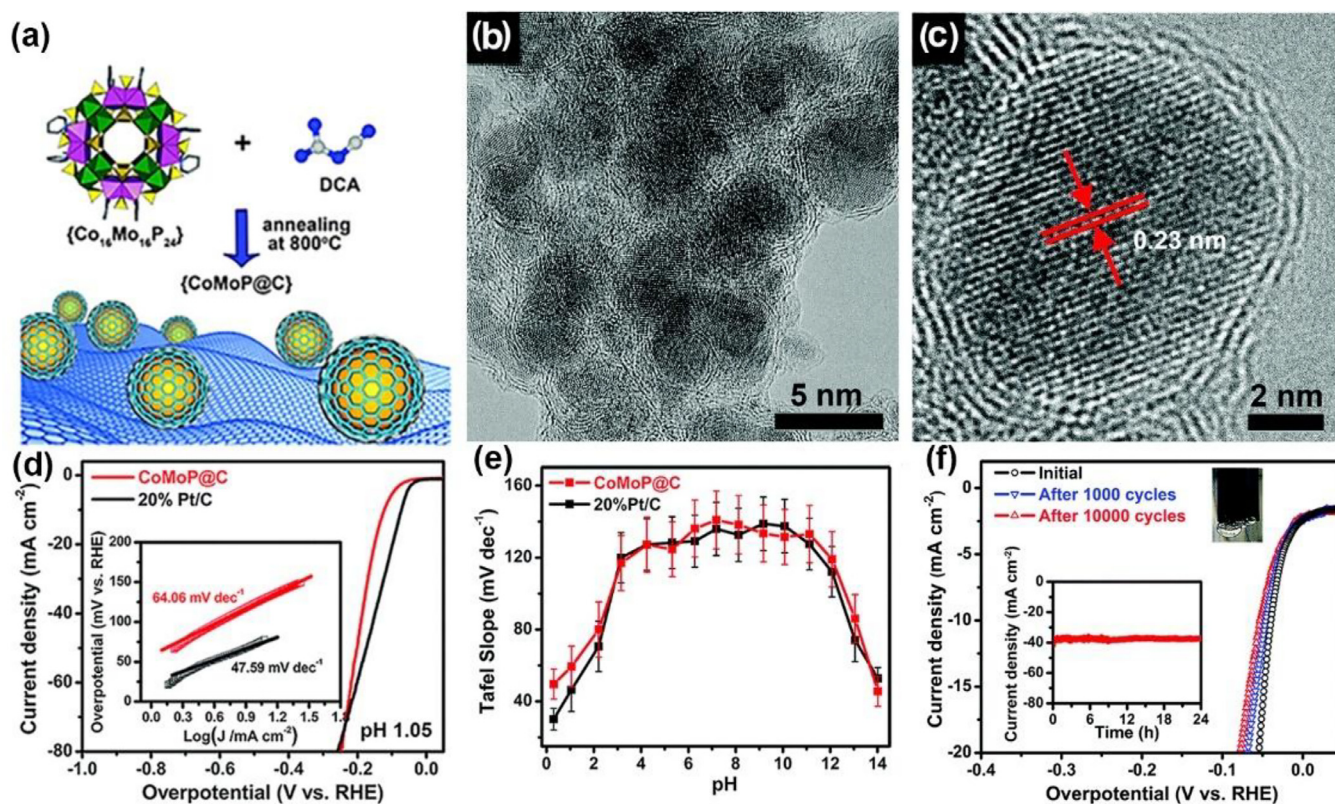 (a)
+
DCA
{Co16Mo16P24}
annealing
at 800°C
{CoMoP@C}
(b)
5 nm
(c)
0.23 nm
2 nm
(d)
CoMoP@C
20% Pt/C
Current density (mA cm-2)
0
-20
-40
-60
-80
-1.0
-0.8
-0.6
-0.4
-0.2
0.0
Overpotential (V vs. RHE)
pH 1.05
Overpotential (mV vs. RHE)
200
150
100
50
0
64.06 mV dec-1
47.59 mV dec-1
0.0
0.3
0.6
0.9
1.2
1.5
1.8
Log(J /mA cm-2)
(e)
CoMoP@C
20%Pt/C
Tafel Slope (mV dec-1)
160
120
80
40
0
2
4
6
8
10
12
14
pH
(f)
Initial
After 1000 cycles
After 10000 cycles
Current density (mA cm-2)
0
-5
-10
-15
-20
-0.4
-0.3
-0.2
-0.1
0.0
Overpotential (V vs. RHE)
Current density (mA cm-2)
0
-20
-40
-60
-80
0
6
12
18
24
Time (h)